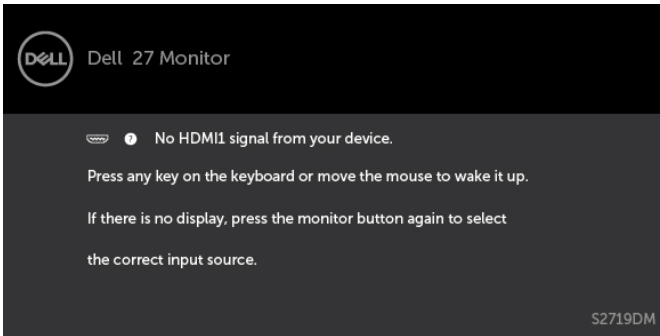 DELL
Dell 27 Monitor
? No HDMI1 signal from your device.
Press any key on the keyboard or move the mouse to wake it up.
If there is no display, press the monitor button again to select
the correct input source.
S2719DM